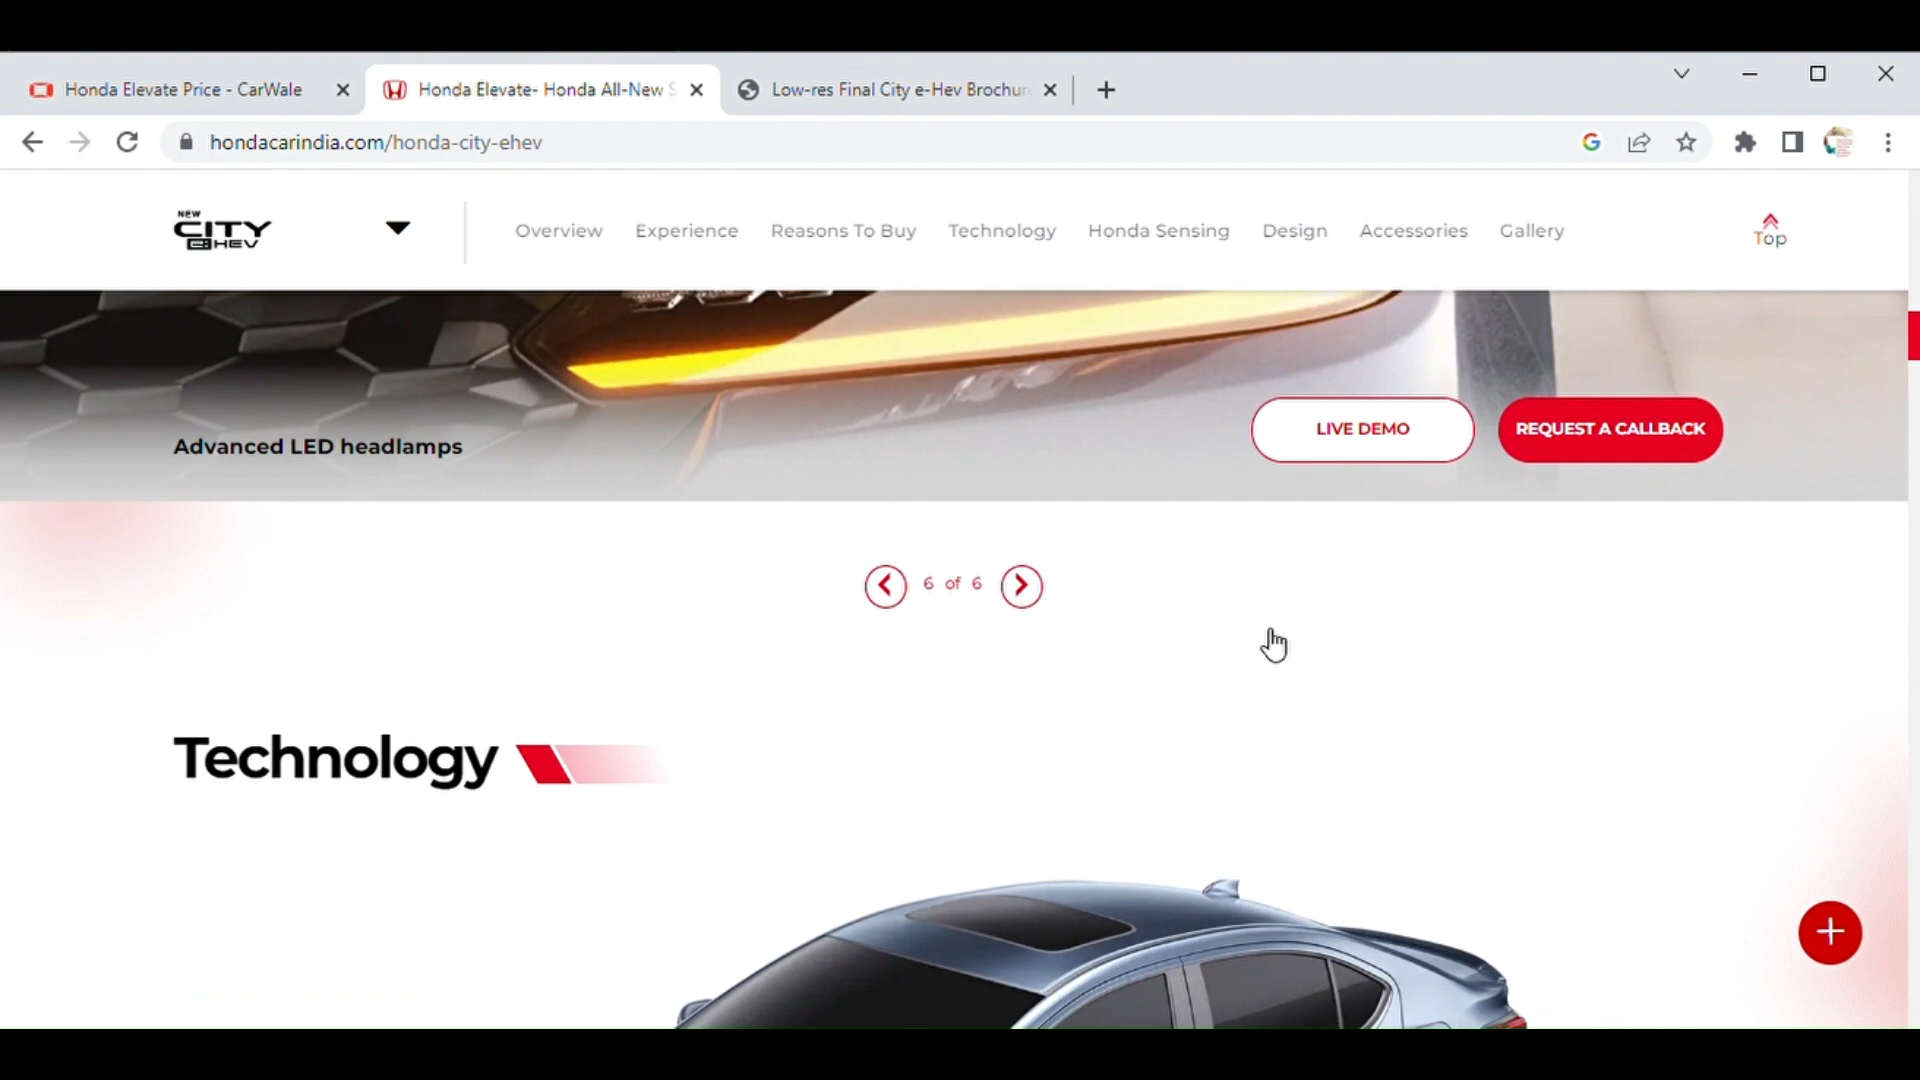 Honda Elevate Price - CarWale
Honda Elevate- Honda All-New S
Low-res Final City e-Hev Brochur
hondacarindia.com/honda-city-ehev
NEW
CITY
e:HEV
Overview
Experience
Reasons To Buy
Technology
Honda Sensing
Design
Accessories
Gallery
Top
Advanced LED headlamps
LIVE DEMO
REQUEST A CALLBACK
6 of 6
Technology